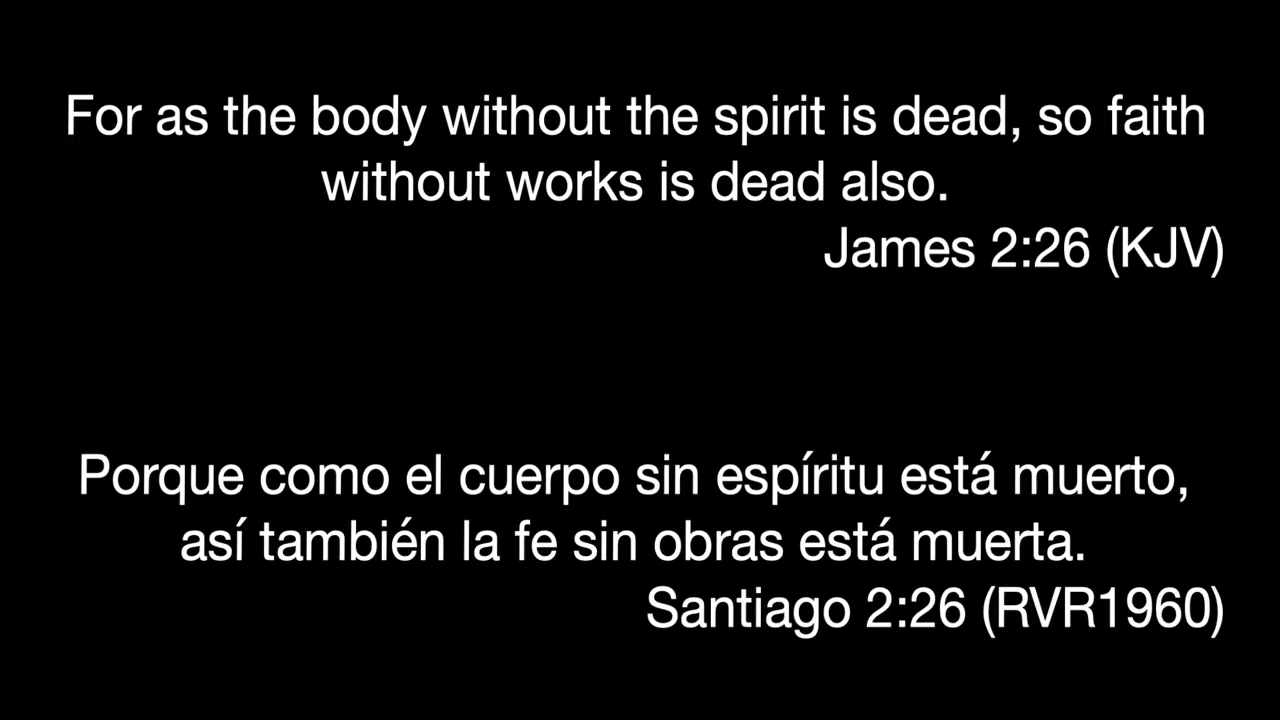 For as the body without the spirit is dead, so faith
without works is dead also.
James 2:26 (KJV)
Porque como el cuerpo sin espíritu está muerto,
así también la fe sin obras está muerta.
Santiago 2:26 (RVR1960)